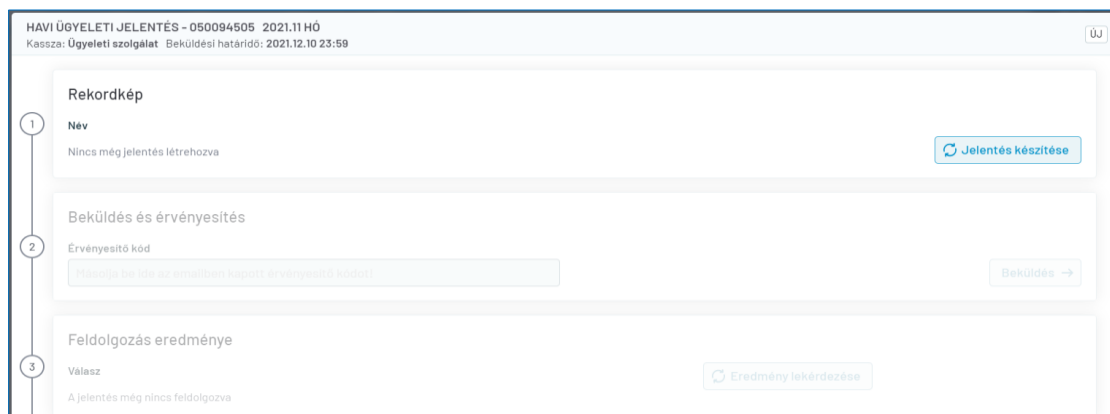 HAVI ÜGYELETI JELENTÉS - 050094505 2021.11 HÓ
Kassza: Ügyeleti szolgálat Beküldési határidő: 2021.12.10 23:59
ÚJ
Rekordkép
1
Név
Nincs még jelentés létrehozva
Jelentés készítése
Beküldés és érvényesítés
2
Érvényesítő kód
Másolja be ide az emailben kapott érvényesítő kódot!
Beküldés →
Feldolgozás eredménye
3
Válasz
Eredmény lekérdezése
A jelentés még nincs feldolgozva